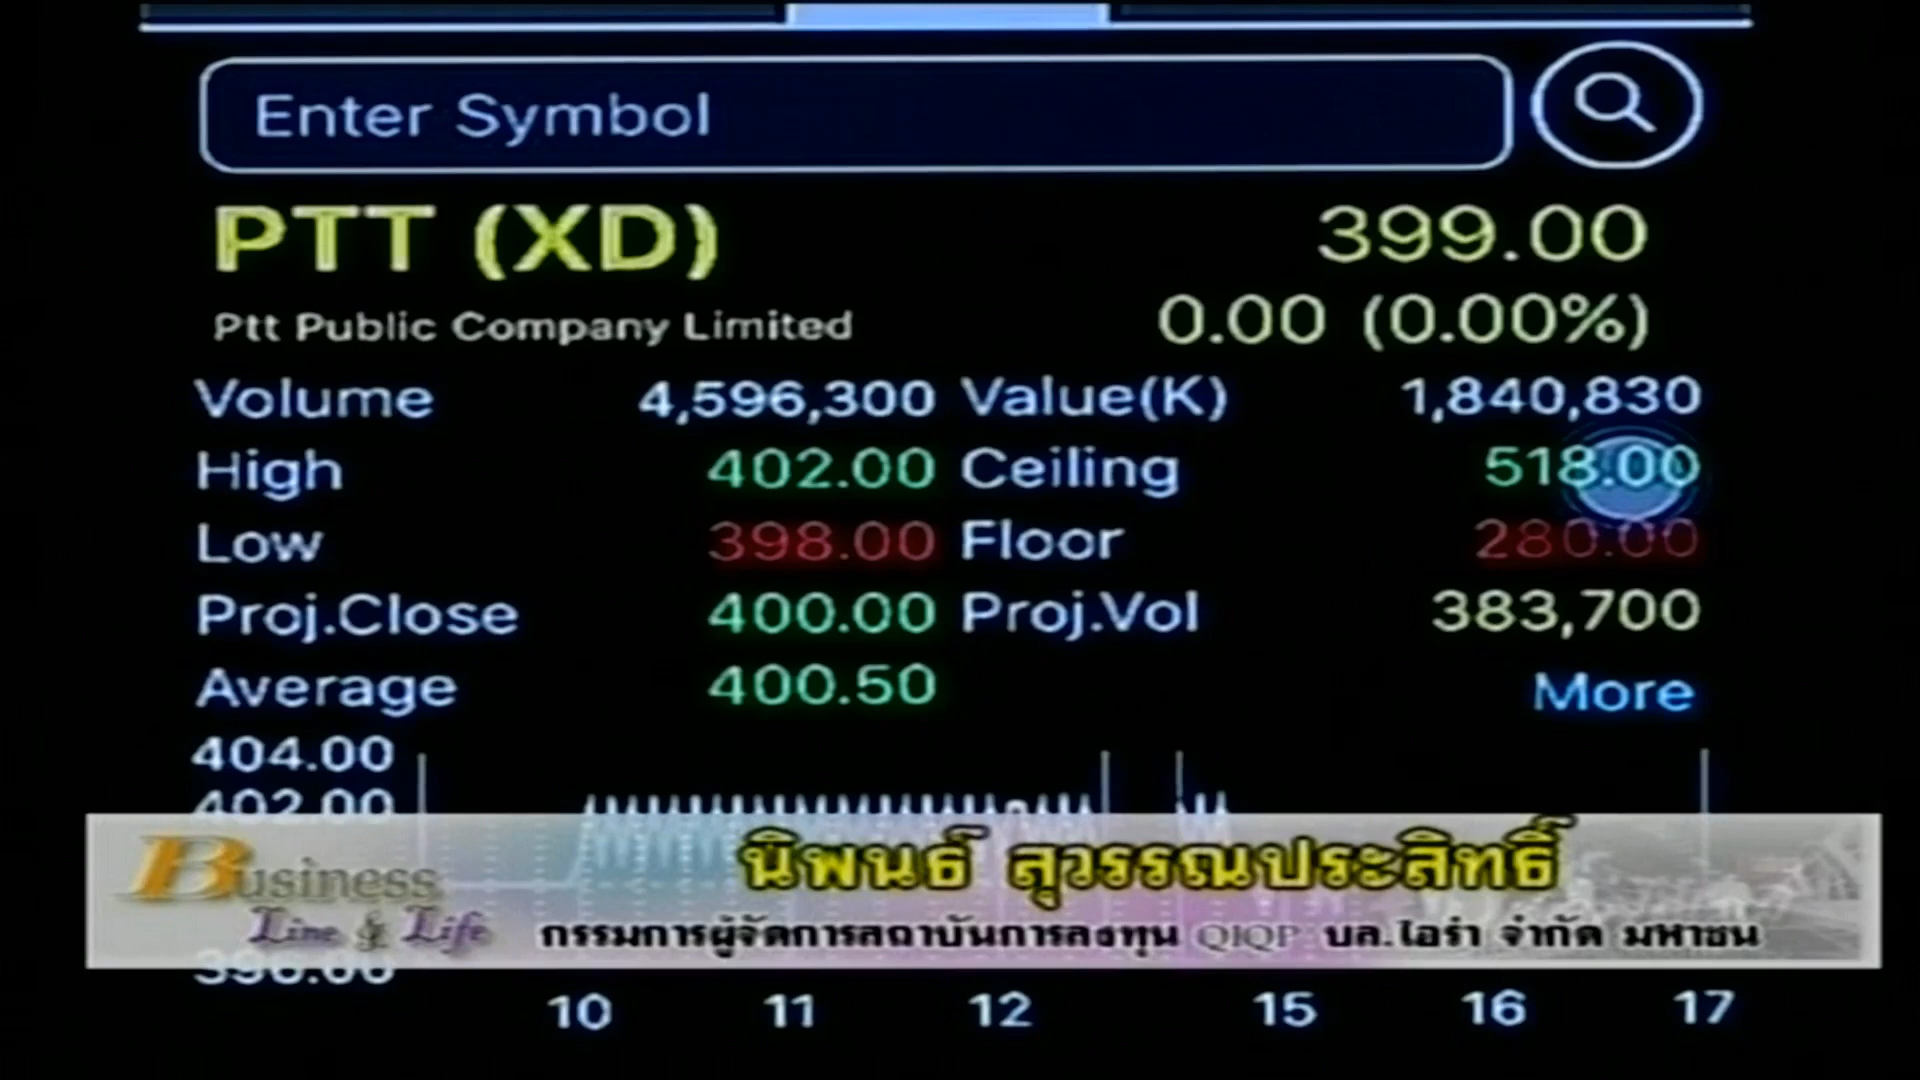 Enter Symbol
PTT (XD) 399.00
Ptt Public Company Limited 0.00 (0.00%)
Volume 4,596,300 Value(K) 1,840,830
High 402.00 Ceiling 518.00
Low 398.00 Floor 280.00
Proj.Close 400.00 Proj.Vol 383,700
Average 400.50 More
404.00
402.00
Business
Line & Life
นิพนธ์ สุวรรณประสิทธิ์
กรรมการผู้จัดการสถาบันการลงทุน QIQP บล.ไอร่า จำกัด มหาชน
10 11 12 15 16 17